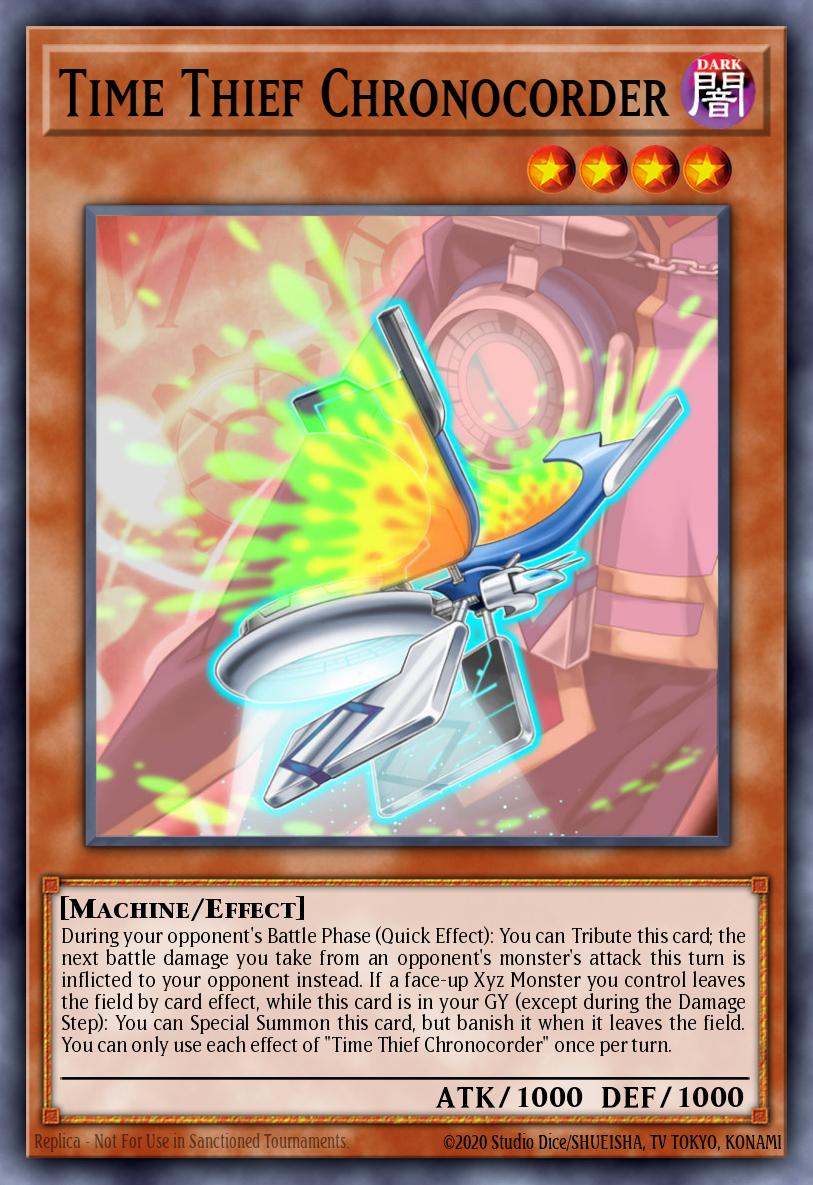 TIME THIEF CHRONOCORDER
DARK
闇
[MACHINE/EFFECT]
During your opponent's Battle Phase (Quick Effect): You can Tribute this card; the
next battle damage you take from an opponent's monster's attack this turn is
inflicted to your opponent instead. If a face-up Xyz Monster you control leaves
the field by card effect, while this card is in your GY (except during the Damage
Step): You can Special Summon this card, but banish it when it leaves the field.
You can only use each effect of "Time Thief Chronocorder" once per turn.
ATK/1000 DEF/1000
Replica - Not For Use in Sanctioned Tournaments.
©2020 Studio Dice/SHUEISHA, TV TOKYO, KONAMI